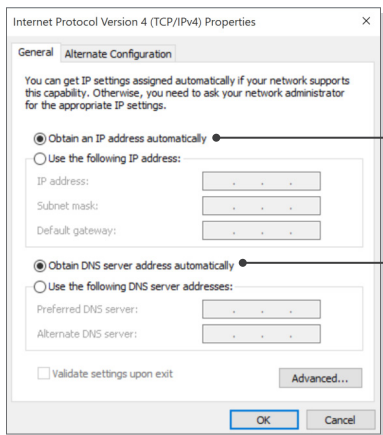 Internet Protocol Version 4 (TCP/IPv4) Properties
General
Alternate Configuration
You can get IP settings assigned automatically if your network supports
this capability. Otherwise, you need to ask your network administrator
for the appropriate IP settings.
Obtain an IP address automatically
Use the following IP address:
IP address:
Subnet mask:
Default gateway:
Obtain DNS server address automatically
Use the following DNS server addresses:
Preferred DNS server:
Alternate DNS server:
Validate settings upon exit
Advanced...
OK
Cancel